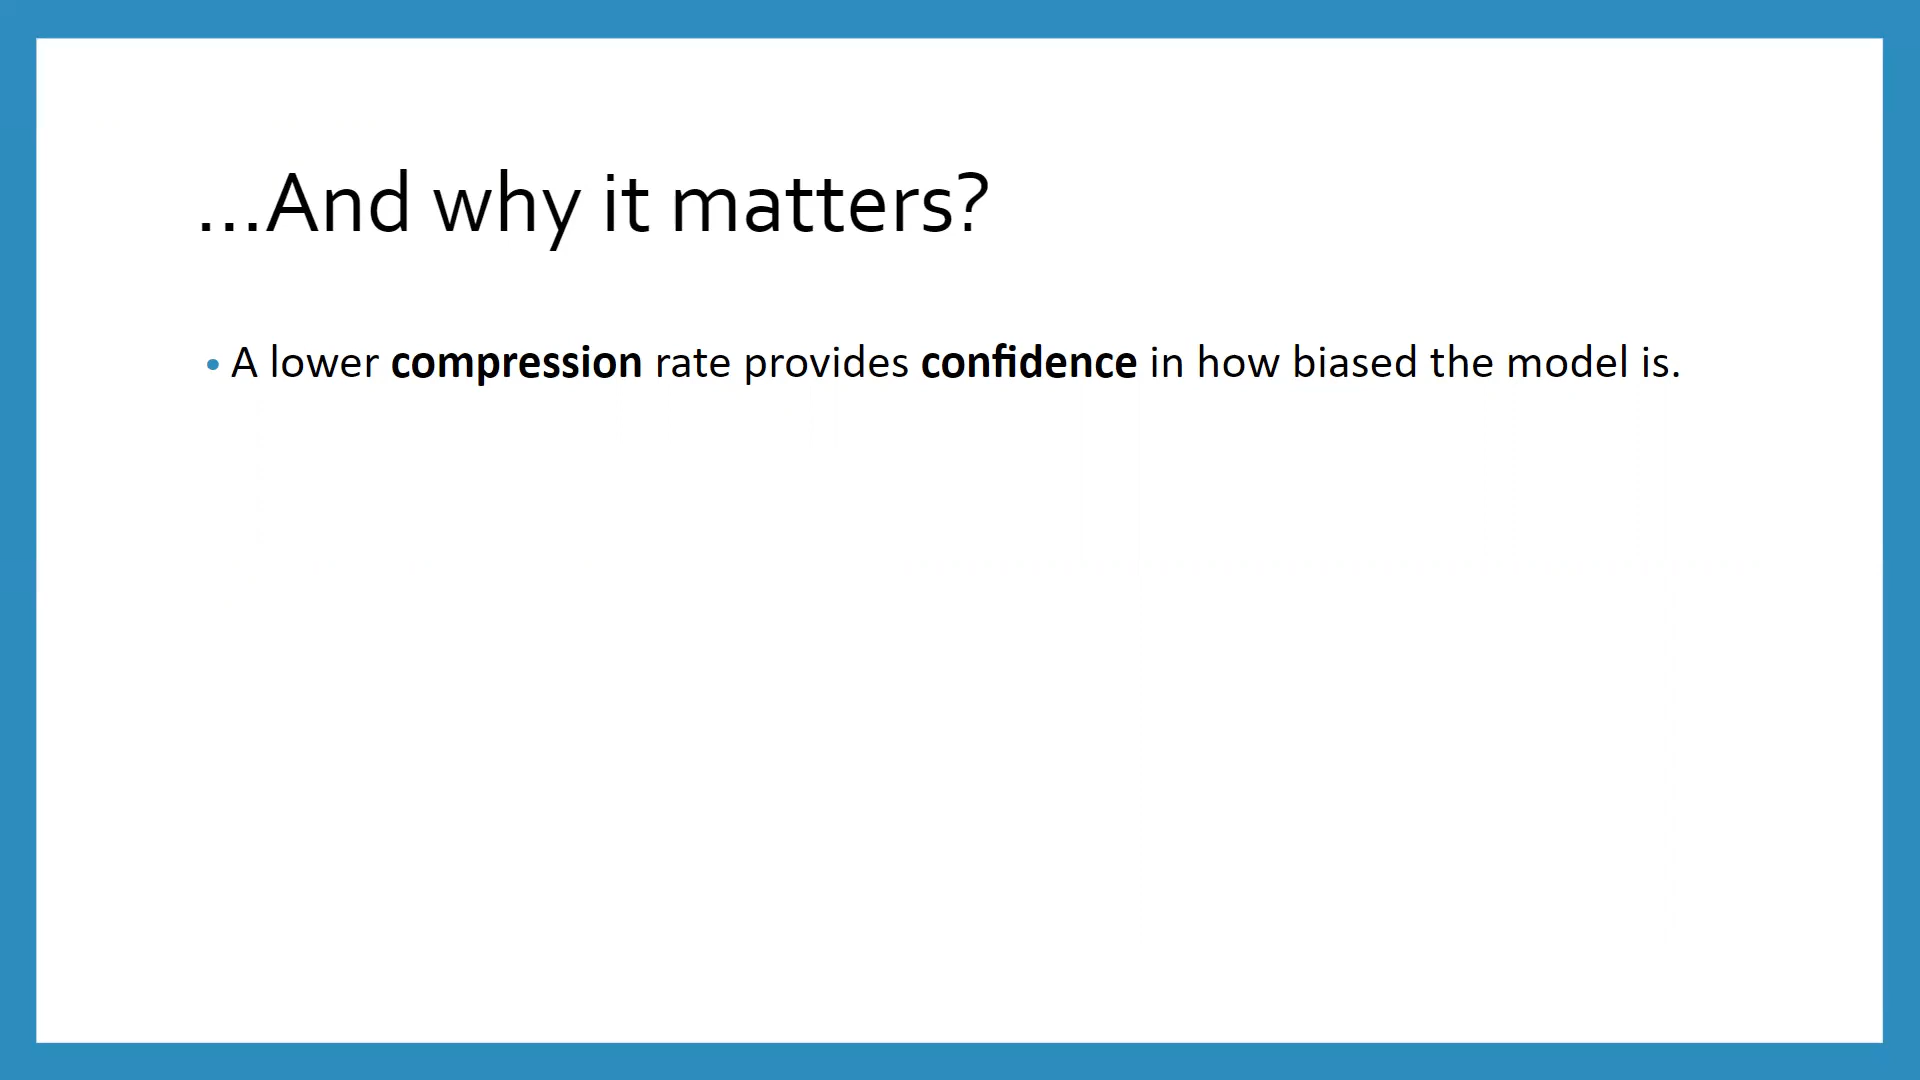 ...And why it matters?
• A lower compression rate provides confidence in how biased the model is.